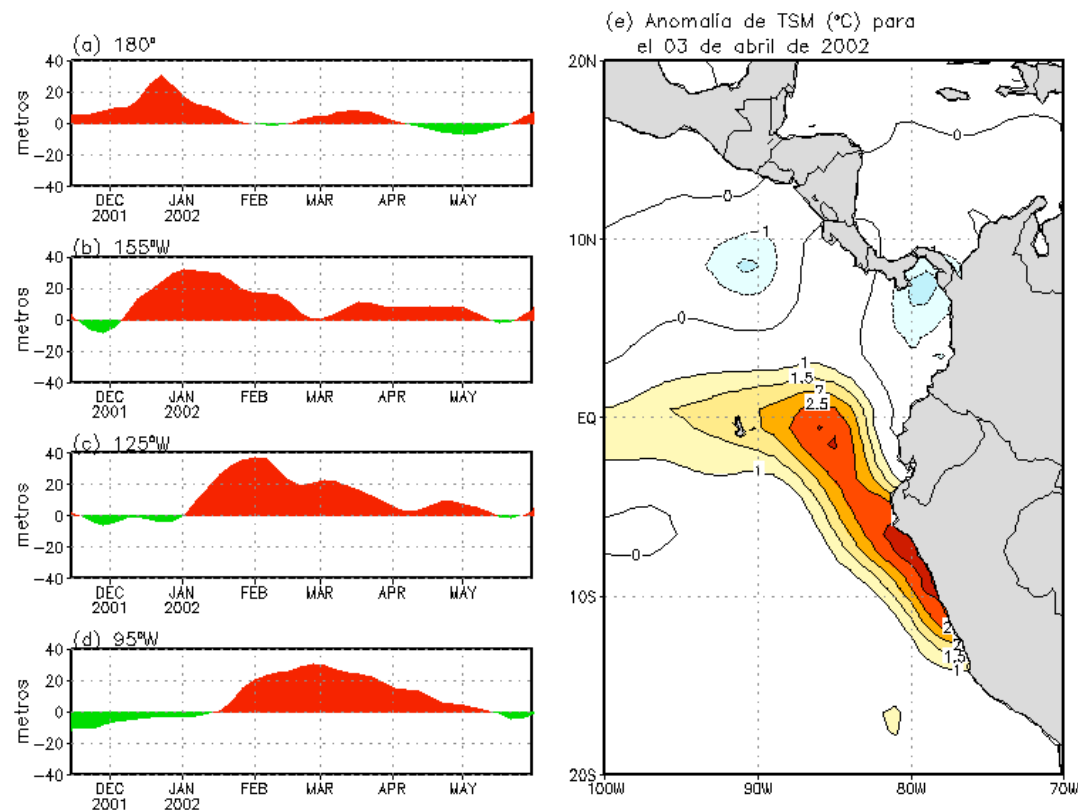 (a) 180°
40
20
0
−20
−40
metros
DEC JAN FEB MAR APR MAY
2001 2002
(b) 155°W
40
20
0
−20
−40
metros
DEC JAN FEB MAR APR MAY
2001 2002
(c) 125°W
40
20
0
−20
−40
metros
DEC JAN FEB MAR APR MAY
2001 2002
(d) 95°W
40
20
0
−20
−40
metros
DEC JAN FEB MAR APR MAY
2001 2002
(e) Anomalía de TSM (°C) para
el 03 de abril de 2002
20N
10N
EQ
10S
20S
100W 90W 80W 70W
0
0
−1
0
1
1.5
2
2.5
1
0
2
2
1.5
1